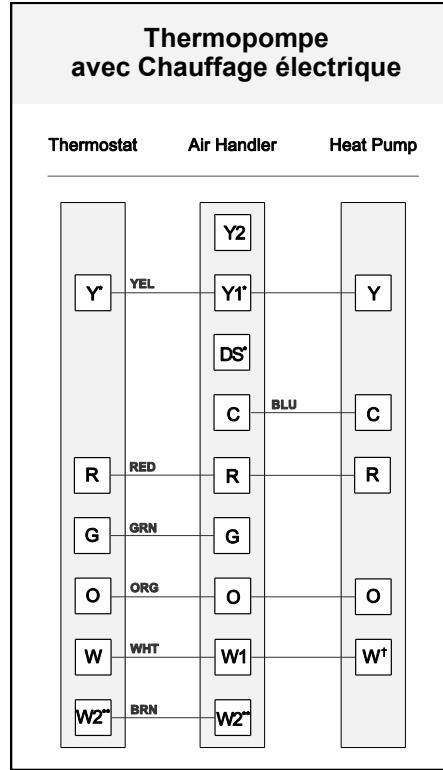 Thermopompe
avec Chauffage électrique
Thermostat Air Handler Heat Pump
Y2
Y* YEL Y1* Y
DS*
C BLU C
R RED R R
G GRN G
O ORG O O
W WHT W1 W†
W2** BRN W2**